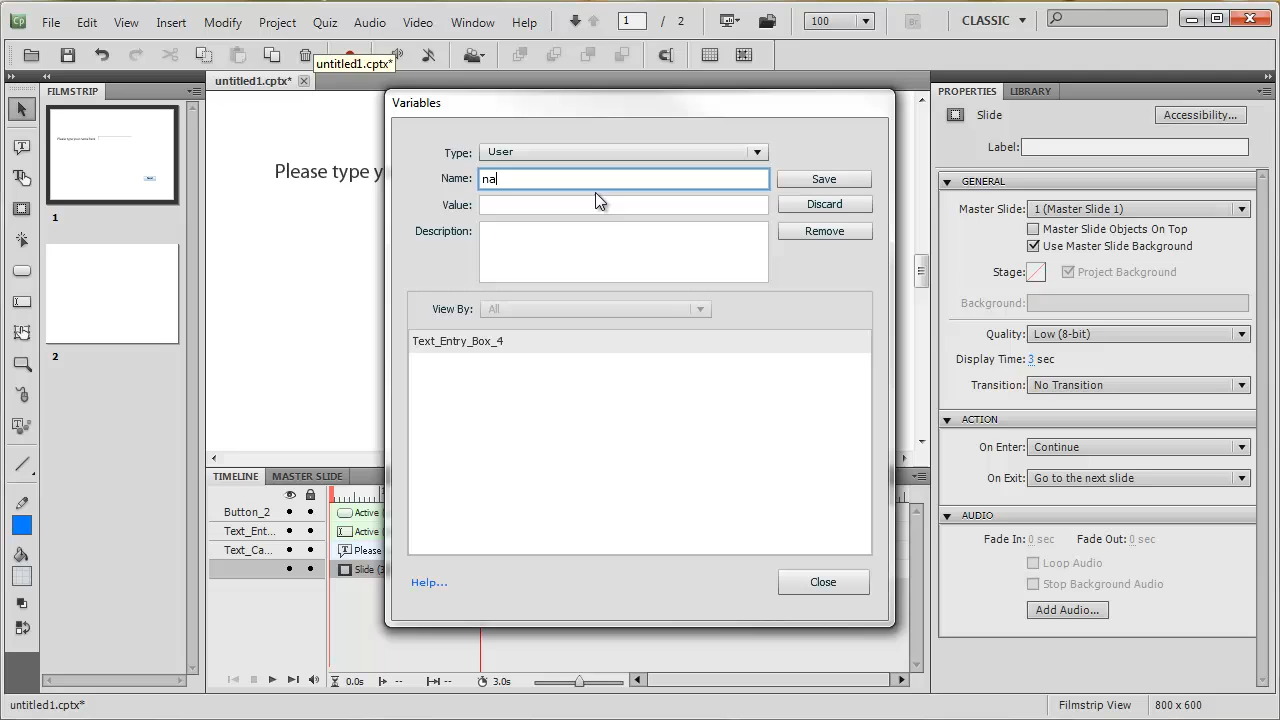 Cp File Edit View Insert Modify Project Quiz Audio Video Window Help 1 / 2 100 Br CLASSIC
untitled1.cptx*
FILMSTRIP untitled1.cptx* PROPERTIES LIBRARY
Variables
Slide Accessibility...
Label:
Type: User
Name: na Save
Value: Discard
Description: Remove
View By: All
Text_Entry_Box_4
Help... Close
Please type y
1
2
GENERAL
Master Slide: 1 (Master Slide 1)
Master Slide Objects On Top
Use Master Slide Background
Stage: Project Background
Background:
Quality: Low (8-bit)
Display Time: 3 sec
Transition: No Transition
ACTION
On Enter: Continue
On Exit: Go to the next slide
AUDIO
Fade In: 0 sec Fade Out: 0 sec
Loop Audio
Stop Background Audio
Add Audio...
TIMELINE MASTER SLIDE
Button_2 Active
Text_Ent... Active
Text_Ca... Please
Slide (3
0.0s -- -- 3.0s
untitled1.cptx* Filmstrip View 800 x 600